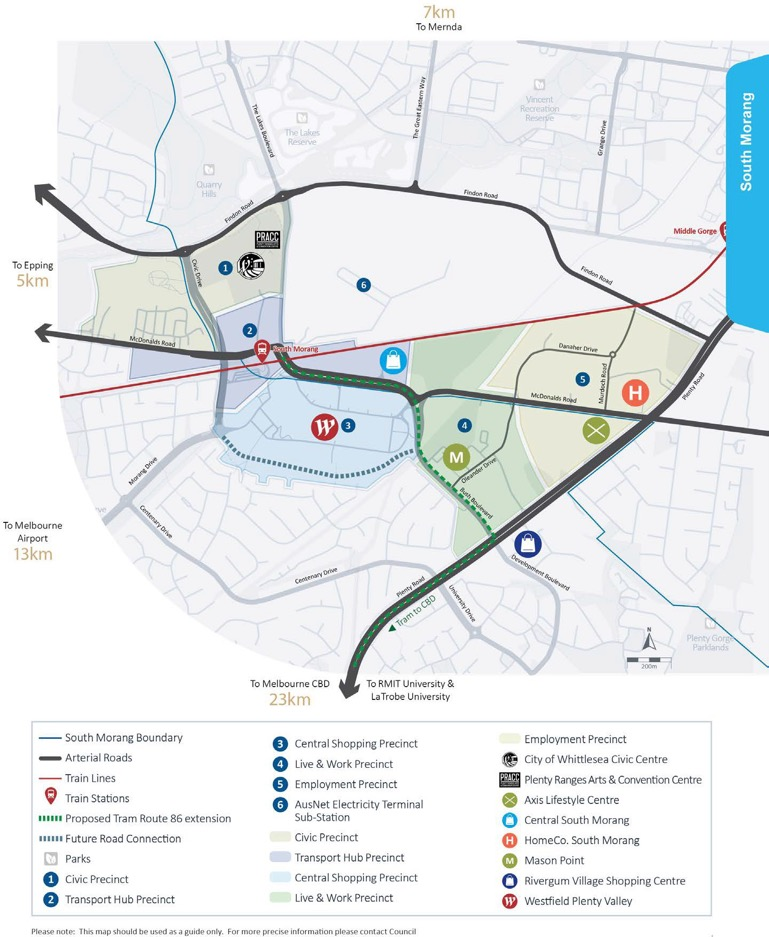 7km
To Mernda
South Morang
The Lakes Boulevard
The Lakes
Reserve
The Great Eastern Way
Vincent
Recreation
Reserve
Grange Drive
Quarry
Hills
Findon Road
Findon Road
Middle Gorge
PRACC
1
Civic Drive
To Epping
5km
6
Findon Road
2
McDonalds Road
South Morang
Danaher Drive
5
Murdoch Road
H
Plenty Road
McDonalds Road
W
3
4
M
Oleander Drive
Bush Boulevard
Morang Drive
To Melbourne
Airport
13km
Centenary Drive
Centenary Drive
Plenty Road
Tram to CBD
University Drive
Development Boulevard
Plenty Gorge
Parklands
N
200m
To Melbourne CBD
23km
To RMIT University &
LaTrobe University
South Morang Boundary
Arterial Roads
Train Lines
Train Stations
Proposed Tram Route 86 extension
Future Road Connection
Parks
1 Civic Precinct
2 Transport Hub Precinct
3 Central Shopping Precinct
4 Live & Work Precinct
5 Employment Precinct
6 AusNet Electricity Terminal
Sub-Station
Civic Precinct
Transport Hub Precinct
Central Shopping Precinct
Live & Work Precinct
Employment Precinct
City of Whittlesea Civic Centre
PRACC Plenty Ranges Arts & Convention Centre
Axis Lifestyle Centre
Central South Morang
H HomeCo. South Morang
M Mason Point
Rivergum Village Shopping Centre
W Westfield Plenty Valley
Please note: This map should be used as a guide only. For more precise information please contact Council